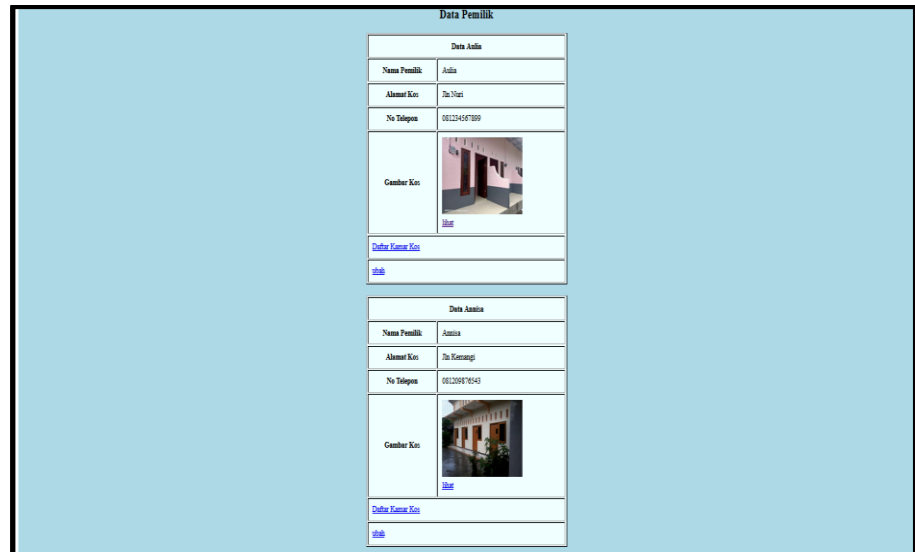 Data Pemilik
Data Aulia
Nama Pemilik Aulia
Alamat Kos Jln Nuri
No Telepon 081234567899
Gambar Kos
lihat
Daftar Kamar Kos
ubah
Data Annisa
Nama Pemilik Annisa
Alamat Kos Jln Kemangi
No Telepon 081209876543
Gambar Kos
lihat
Daftar Kamar Kos
ubah